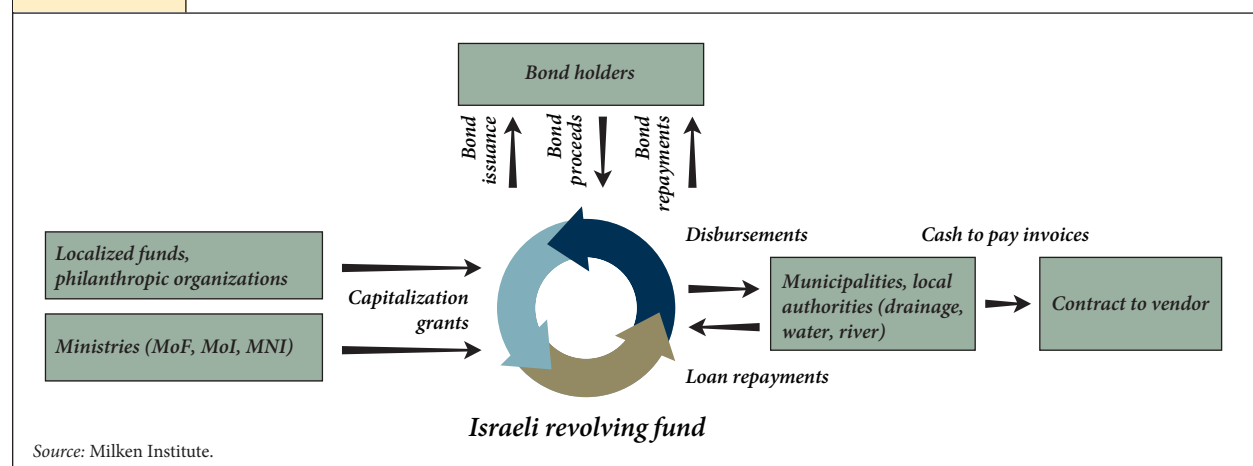 Bond holders
Bond
issuance
Bond
proceeds
Bond
repayments
Localized funds,
philanthropic organizations
Ministries (MoF, MoI, MNI)
Capitalization
grants
Disbursements
Loan repayments
Municipalities, local
authorities (drainage,
water, river)
Cash to pay invoices
Contract to vendor
Israeli revolving fund
Source: Milken Institute.